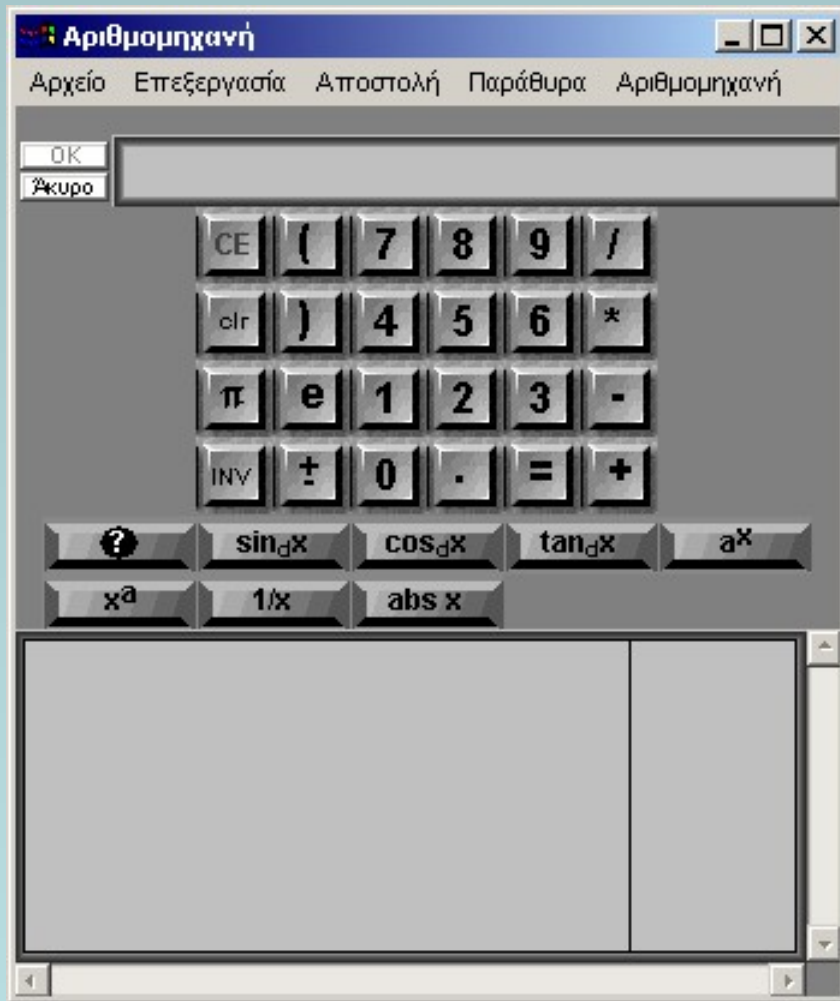 Αριθμομηχανή
Αρχείο Επεξεργασία Αποστολή Παράθυρα Αριθμομηχανή
OK
Άκυρο
CE ( 7 8 9 /
clr ) 4 5 6 *
π e 1 2 3 -
INV ± 0 . = +
? sindx cosdx tandx aˣ
xᵃ 1/x abs x